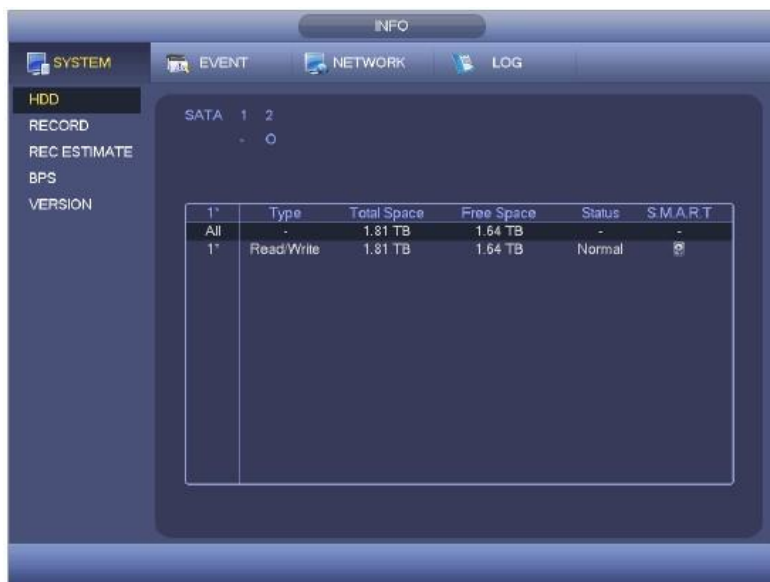 INFO
SYSTEM EVENT NETWORK LOG
HDD
RECORD
REC ESTIMATE
BPS
VERSION
SATA 1 2
- O
1* Type Total Space Free Space Status S.M.A.R.T
All - 1.81 TB 1.64 TB - -
1* Read/Write 1.81 TB 1.64 TB Normal